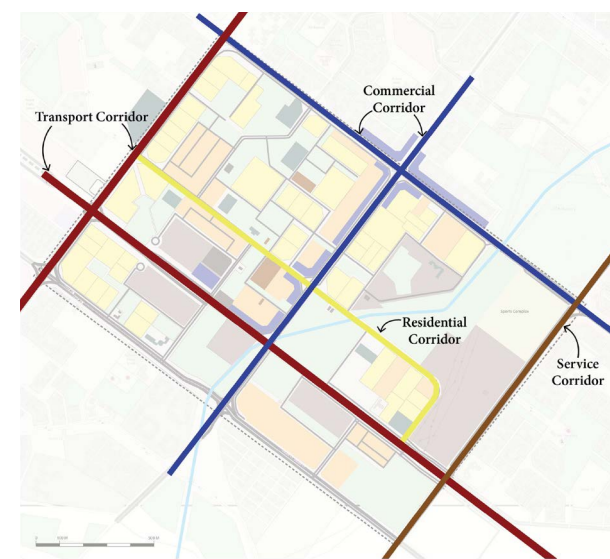 Commercial
Corridor
Transport Corridor
Residential
Corridor
Service
Corridor